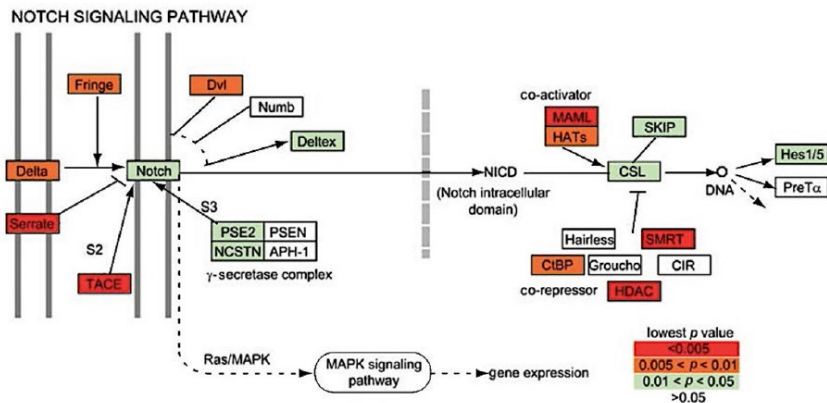 NOTCH SIGNALING PATHWAY
Fringe
Dvl
Numb
Deltex
Delta
Notch
Serrate
S2
TACE
S3
PSE2 PSEN
NCSTN APH-1
γ-secretase complex
NICD
(Notch intracellular
domain)
co-activator
MAML
HATs
SKIP
CSL
DNA
Hes1/5
PreTα
Hairless SMRT
CtBP Groucho CIR
co-repressor HDAC
Ras/MAPK
MAPK signaling
pathway
gene expression
lowest p value
<0.005
0.005 < p < 0.01
0.01 < p < 0.05
>0.05